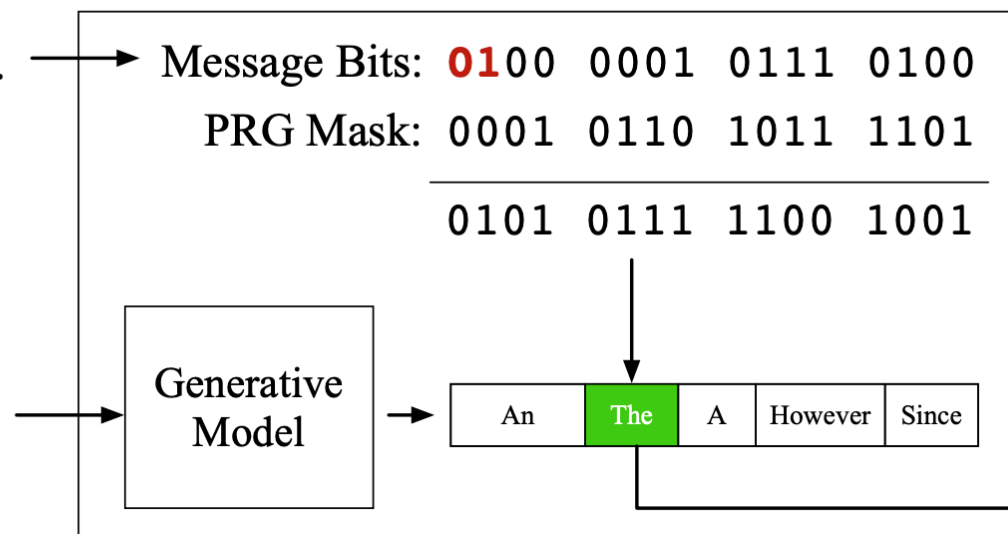 Message Bits: 0100 0001 0111 0100
PRG Mask: 0001 0110 1011 1101
0101 0111 1100 1001
Generative
Model
An The A However Since